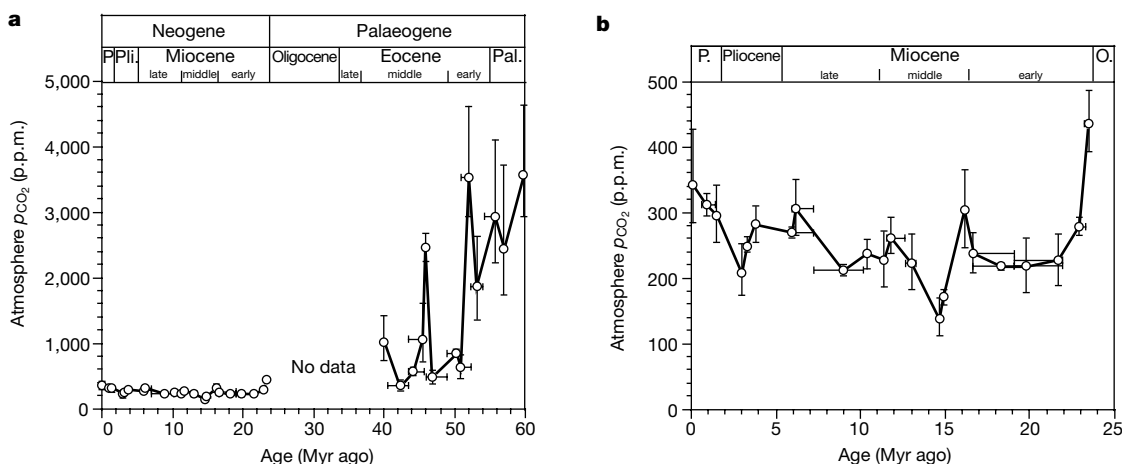 a
Neogene Palaeogene
P Pli. Miocene Oligocene Eocene Pal.
late middle early late middle early
5,000
4,000
3,000
2,000
1,000
0
Atmosphere pCO2 (p.p.m.)
No data
0 10 20 30 40 50 60
Age (Myr ago)
b
P. Pliocene Miocene O.
late middle early
500
400
300
200
100
0
Atmosphere pCO2 (p.p.m.)
0 5 10 15 20 25
Age (Myr ago)